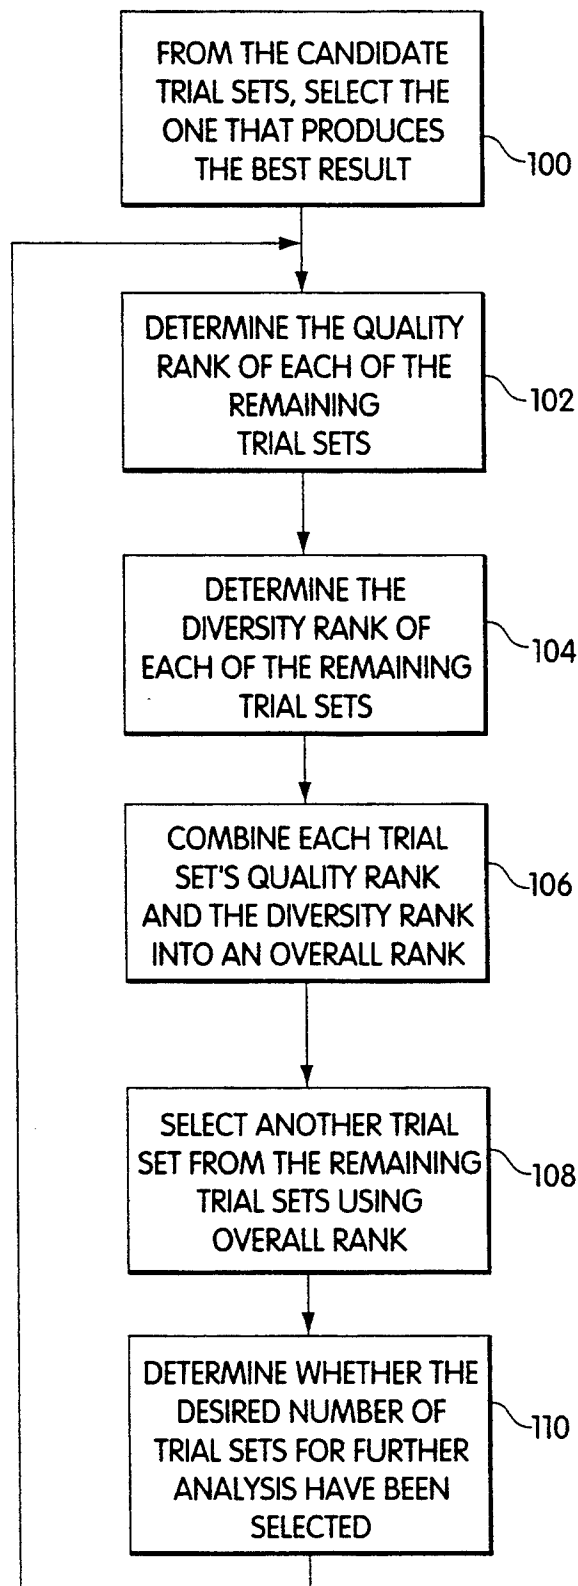 FROM THE CANDIDATE
TRIAL SETS, SELECT THE
ONE THAT PRODUCES
THE BEST RESULT
100
DETERMINE THE QUALITY
RANK OF EACH OF THE
REMAINING
TRIAL SETS
102
DETERMINE THE
DIVERSITY RANK OF
EACH OF THE REMAINING
TRIAL SETS
104
COMBINE EACH TRIAL
SET'S QUALITY RANK
AND THE DIVERSITY RANK
INTO AN OVERALL RANK
106
SELECT ANOTHER TRIAL
SET FROM THE REMAINING
TRIAL SETS USING
OVERALL RANK
108
DETERMINE WHETHER THE
DESIRED NUMBER OF
TRIAL SETS FOR FURTHER
ANALYSIS HAVE BEEN
SELECTED
110